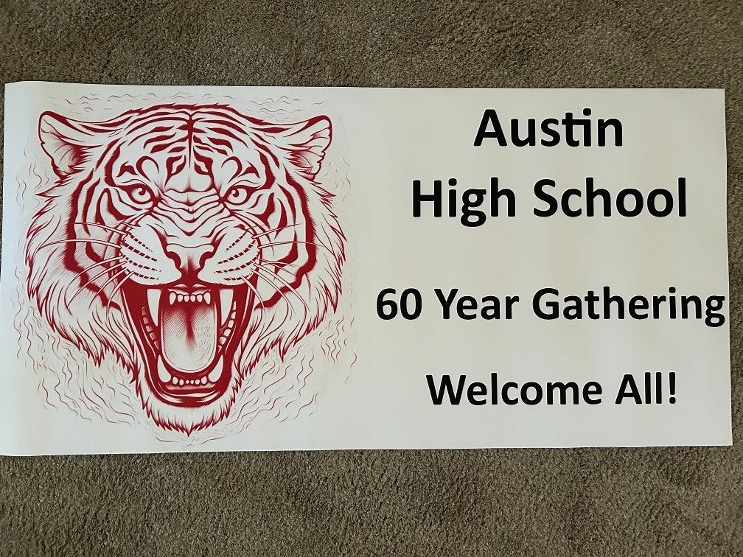 Austin
High School
60 Year Gathering
Welcome All!